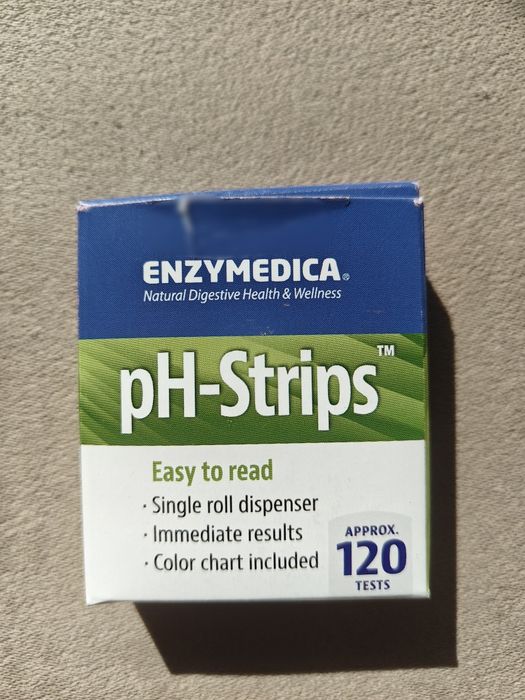 ENZYMEDICA®
Natural Digestive Health & Wellness
pH-Strips™
Easy to read
· Single roll dispenser
· Immediate results
· Color chart included
APPROX.
120
TESTS